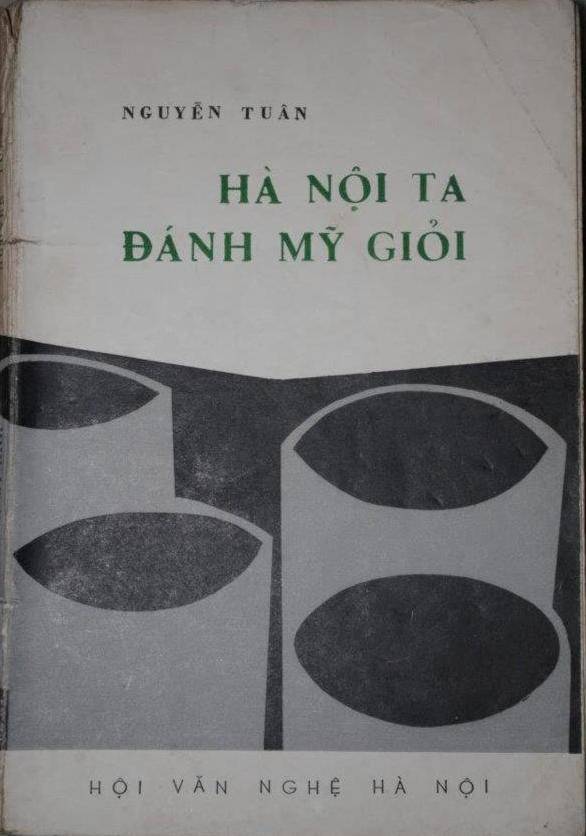 NGUYỄN TUÂN
HÀ NỘI TA
ĐÁNH MỸ GIỎI
HỘI VĂN NGHỆ HÀ NỘI